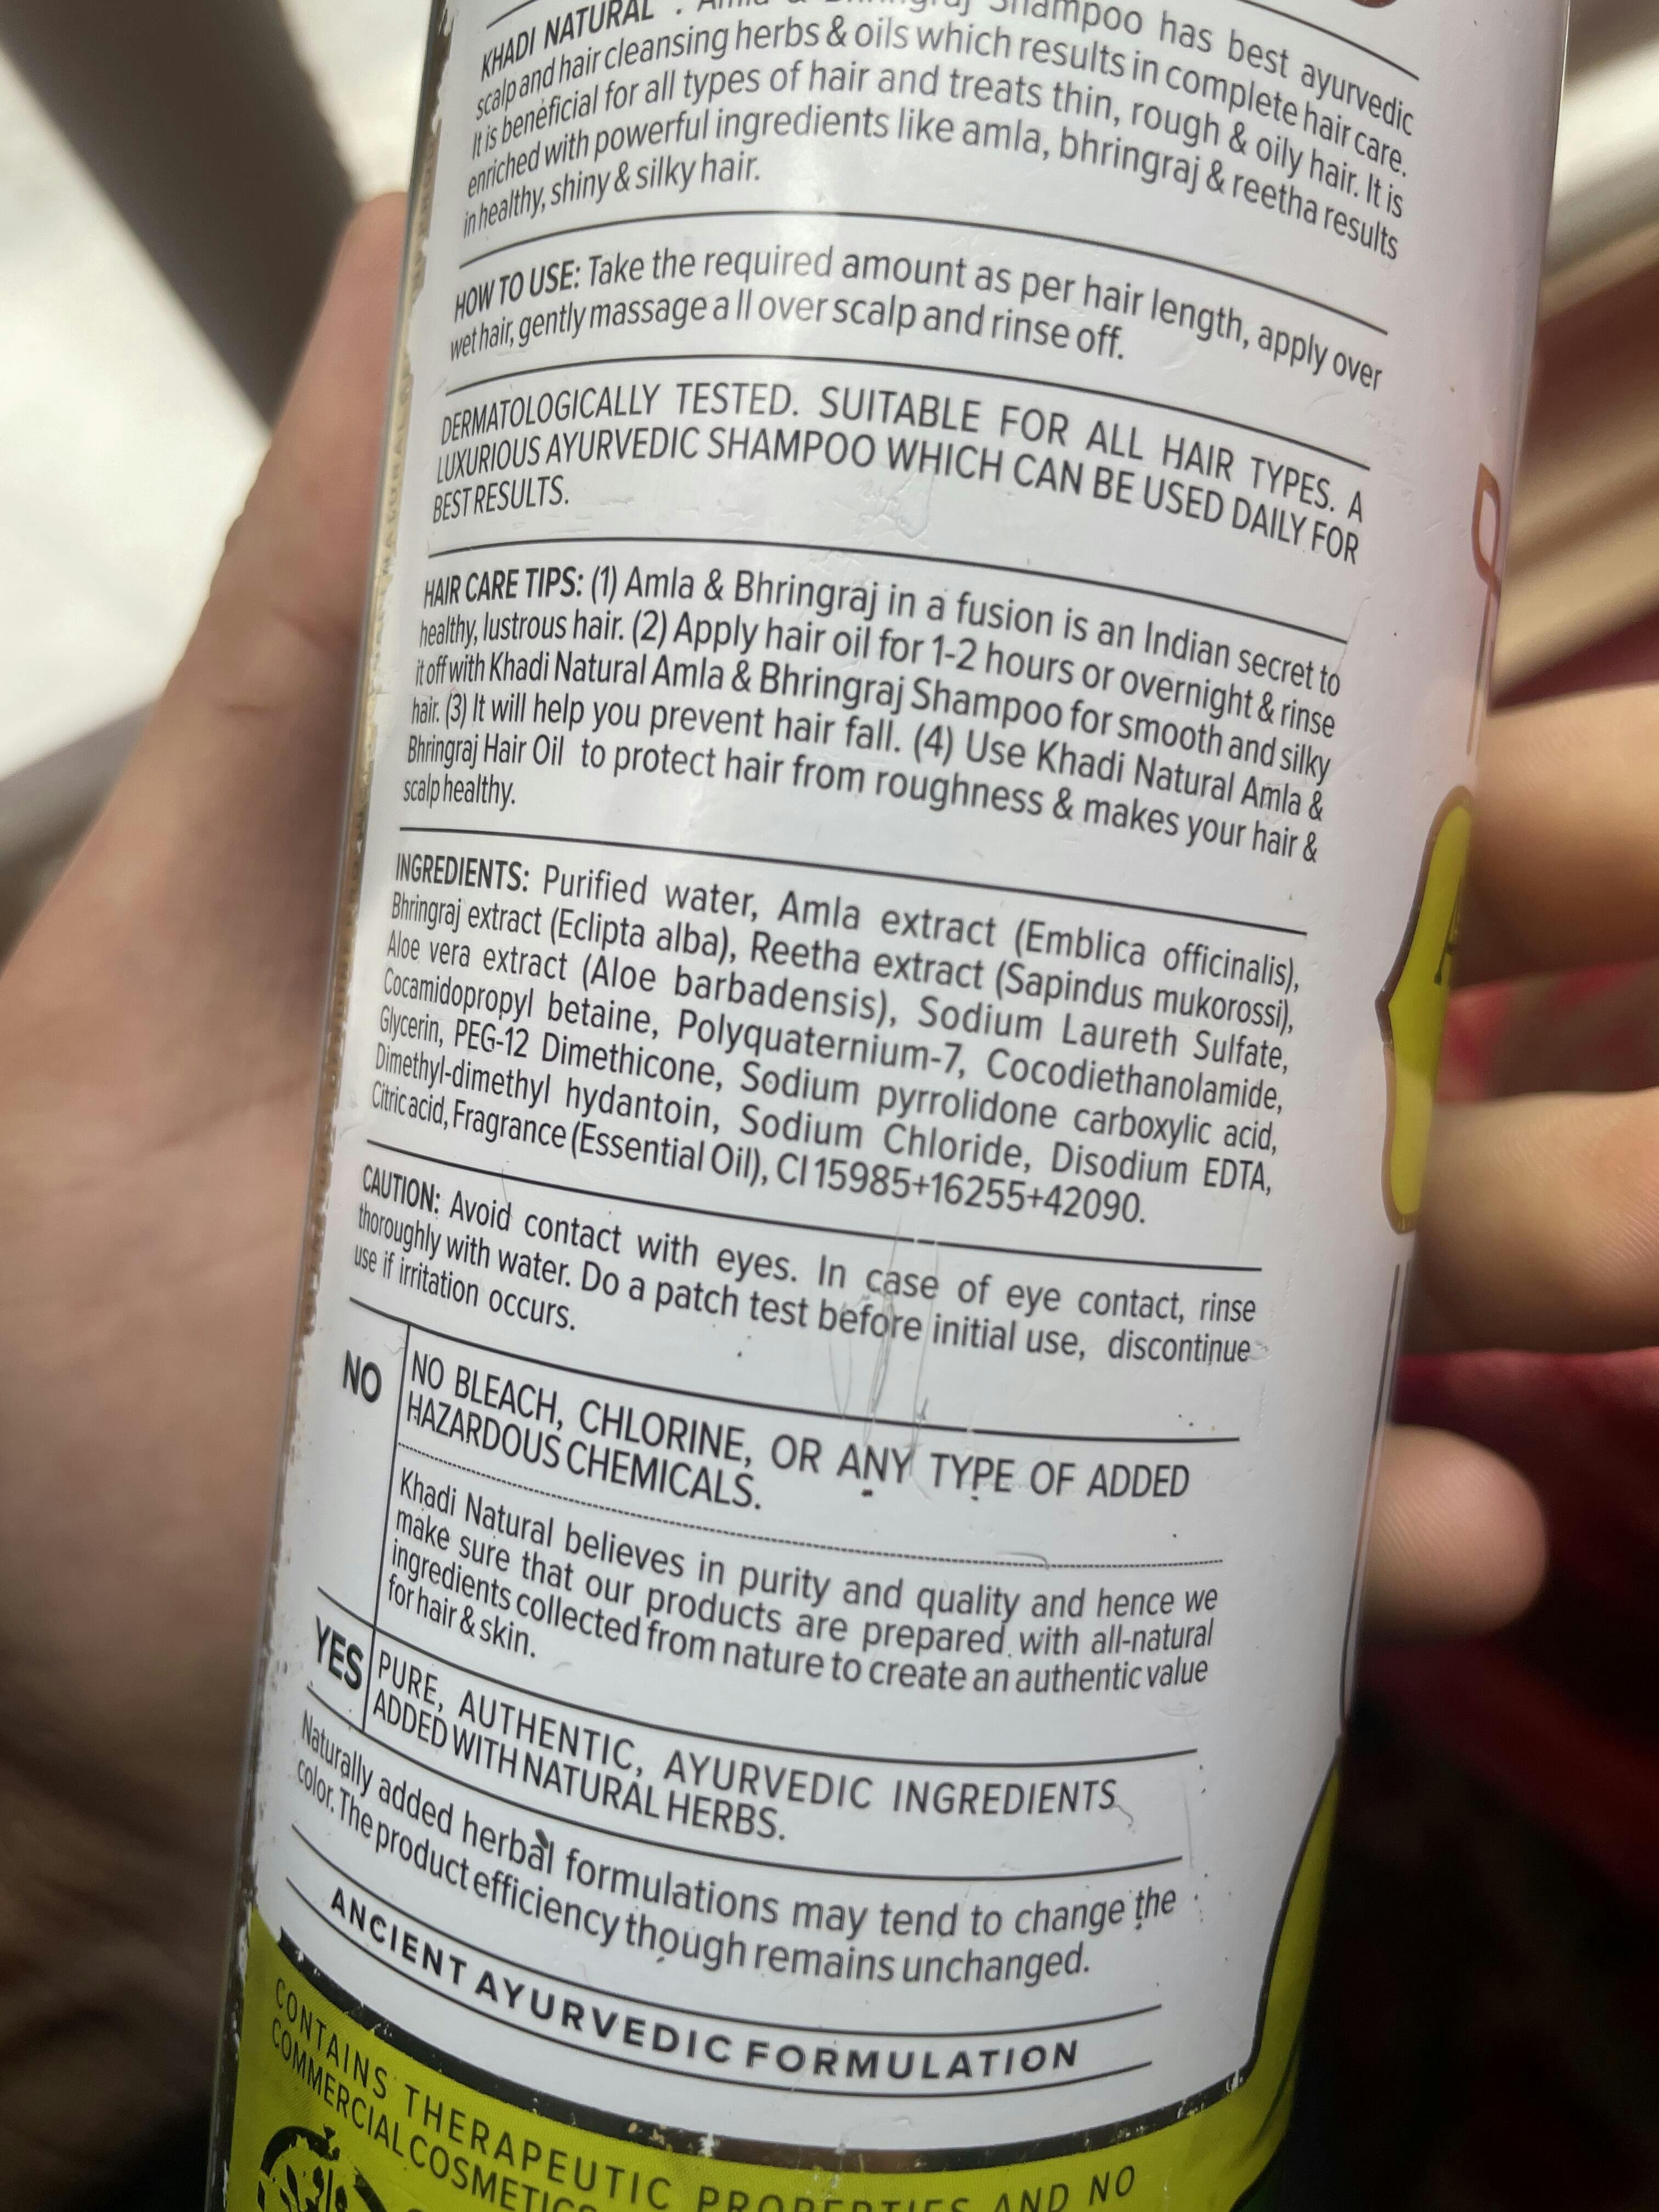 KHADI NATURAL . Amla & Bhringraj Shampoo has best ayurvedic
scalp and hair cleansing herbs & oils which results in complete hair care.
It is beneficial for all types of hair and treats thin, rough & oily hair. It is
enriched with powerful ingredients like amla, bhringraj & reetha results
in healthy, shiny & silky hair.
HOW TO USE: Take the required amount as per hair length, apply over
wet hair, gently massage a ll over scalp and rinse off.
DERMATOLOGICALLY TESTED. SUITABLE FOR ALL HAIR TYPES. A
LUXURIOUS AYURVEDIC SHAMPOO WHICH CAN BE USED DAILY FOR
BEST RESULTS.
HAIR CARE TIPS: (1) Amla & Bhringraj in a fusion is an Indian secret to
healthy, lustrous hair. (2) Apply hair oil for 1-2 hours or overnight & rinse
it off with Khadi Natural Amla & Bhringraj Shampoo for smooth and silky
hair. (3) It will help you prevent hair fall. (4) Use Khadi Natural Amla &
Bhringraj Hair Oil to protect hair from roughness & makes your hair &
scalp healthy.
INGREDIENTS: Purified water, Amla extract (Emblica officinalis),
Bhringraj extract (Eclipta alba), Reetha extract (Sapindus mukorossi),
Aloe vera extract (Aloe barbadensis), Sodium Laureth Sulfate,
Cocamidopropyl betaine, Polyquaternium-7, Cocodiethanolamide,
Glycerin, PEG-12 Dimethicone, Sodium pyrrolidone carboxylic acid,
Dimethyl-dimethyl hydantoin, Sodium Chloride, Disodium EDTA,
Citric acid, Fragrance (Essential Oil), CI 15985+16255+42090.
CAUTION: Avoid contact with eyes. In case of eye contact, rinse
thoroughly with water. Do a patch test before initial use, discontinue
use if irritation occurs.
NO
NO BLEACH, CHLORINE, OR ANY TYPE OF ADDED
HAZARDOUS CHEMICALS.
Khadi Natural believes in purity and quality and hence we
make sure that our products are prepared with all-natural
ingredients collected from nature to create an authentic value
for hair & skin.
YES
PURE, AUTHENTIC, AYURVEDIC INGREDIENTS
ADDED WITH NATURAL HERBS.
Naturally added herbal formulations may tend to change the
color. The product efficiency though remains unchanged.
ANCIENT AYURVEDIC FORMULATION
CONTAINS THERAPEUTIC PROPERTIES AND NO
COMMERCIAL COSMETICS